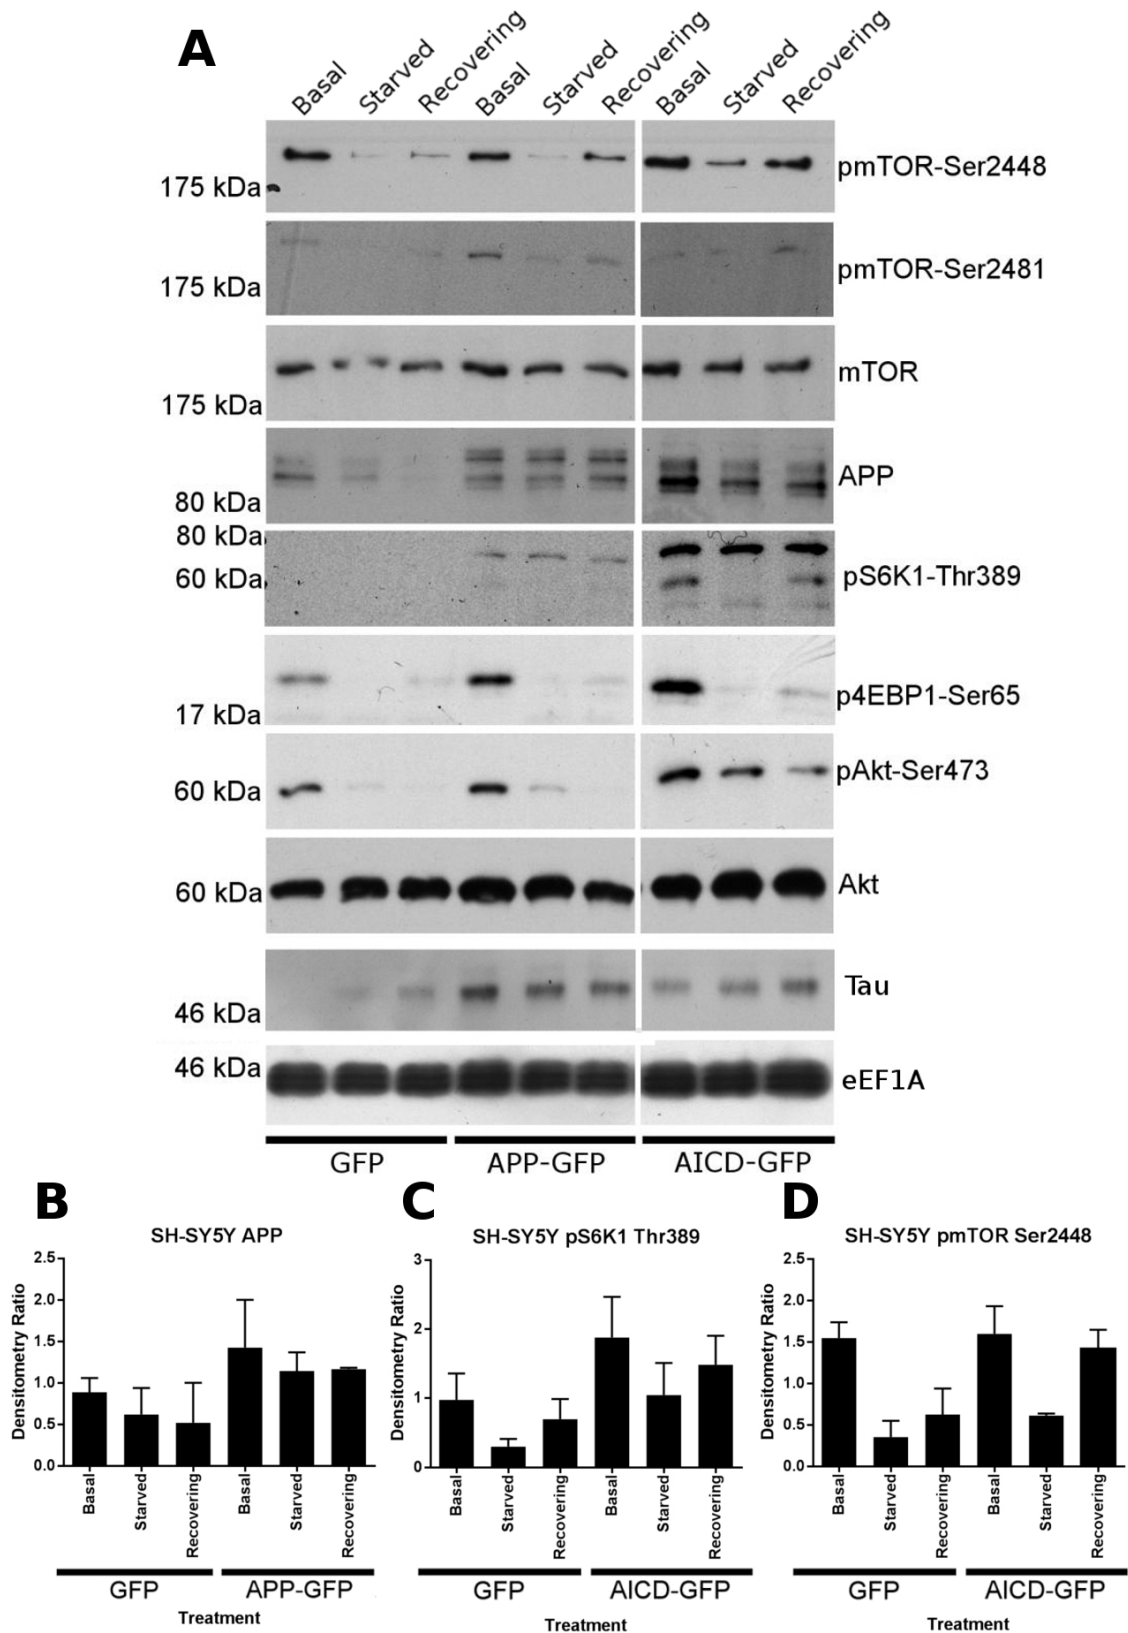 A
Basal
Starved
Recovering
Basal
Starved
Recovering
Basal
Starved
Recovering
175 kDa
pmTOR-Ser2448
175 kDa
pmTOR-Ser2481
175 kDa
mTOR
80 kDa
APP
80 kDa
60 kDa
pS6K1-Thr389
17 kDa
p4EBP1-Ser65
60 kDa
pAkt-Ser473
60 kDa
Akt
46 kDa
Tau
46 kDa
eEF1A
GFP
APP-GFP
AICD-GFP
B
SH-SY5Y APP
Densitometry Ratio
2.5
2.0
1.5
1.0
0.5
0.0
Basal
Starved
Recovering
Basal
Starved
Recovering
GFP
APP-GFP
Treatment
C
SH-SY5Y pS6K1 Thr389
Densitometry Ratio
3
2
1
0
Basal
Starved
Recovering
Basal
Starved
Recovering
GFP
AICD-GFP
Treatment
D
SH-SY5Y pmTOR Ser2448
Densitometry Ratio
2.5
2.0
1.5
1.0
0.5
0.0
Basal
Starved
Recovering
Basal
Starved
Recovering
GFP
AICD-GFP
Treatment